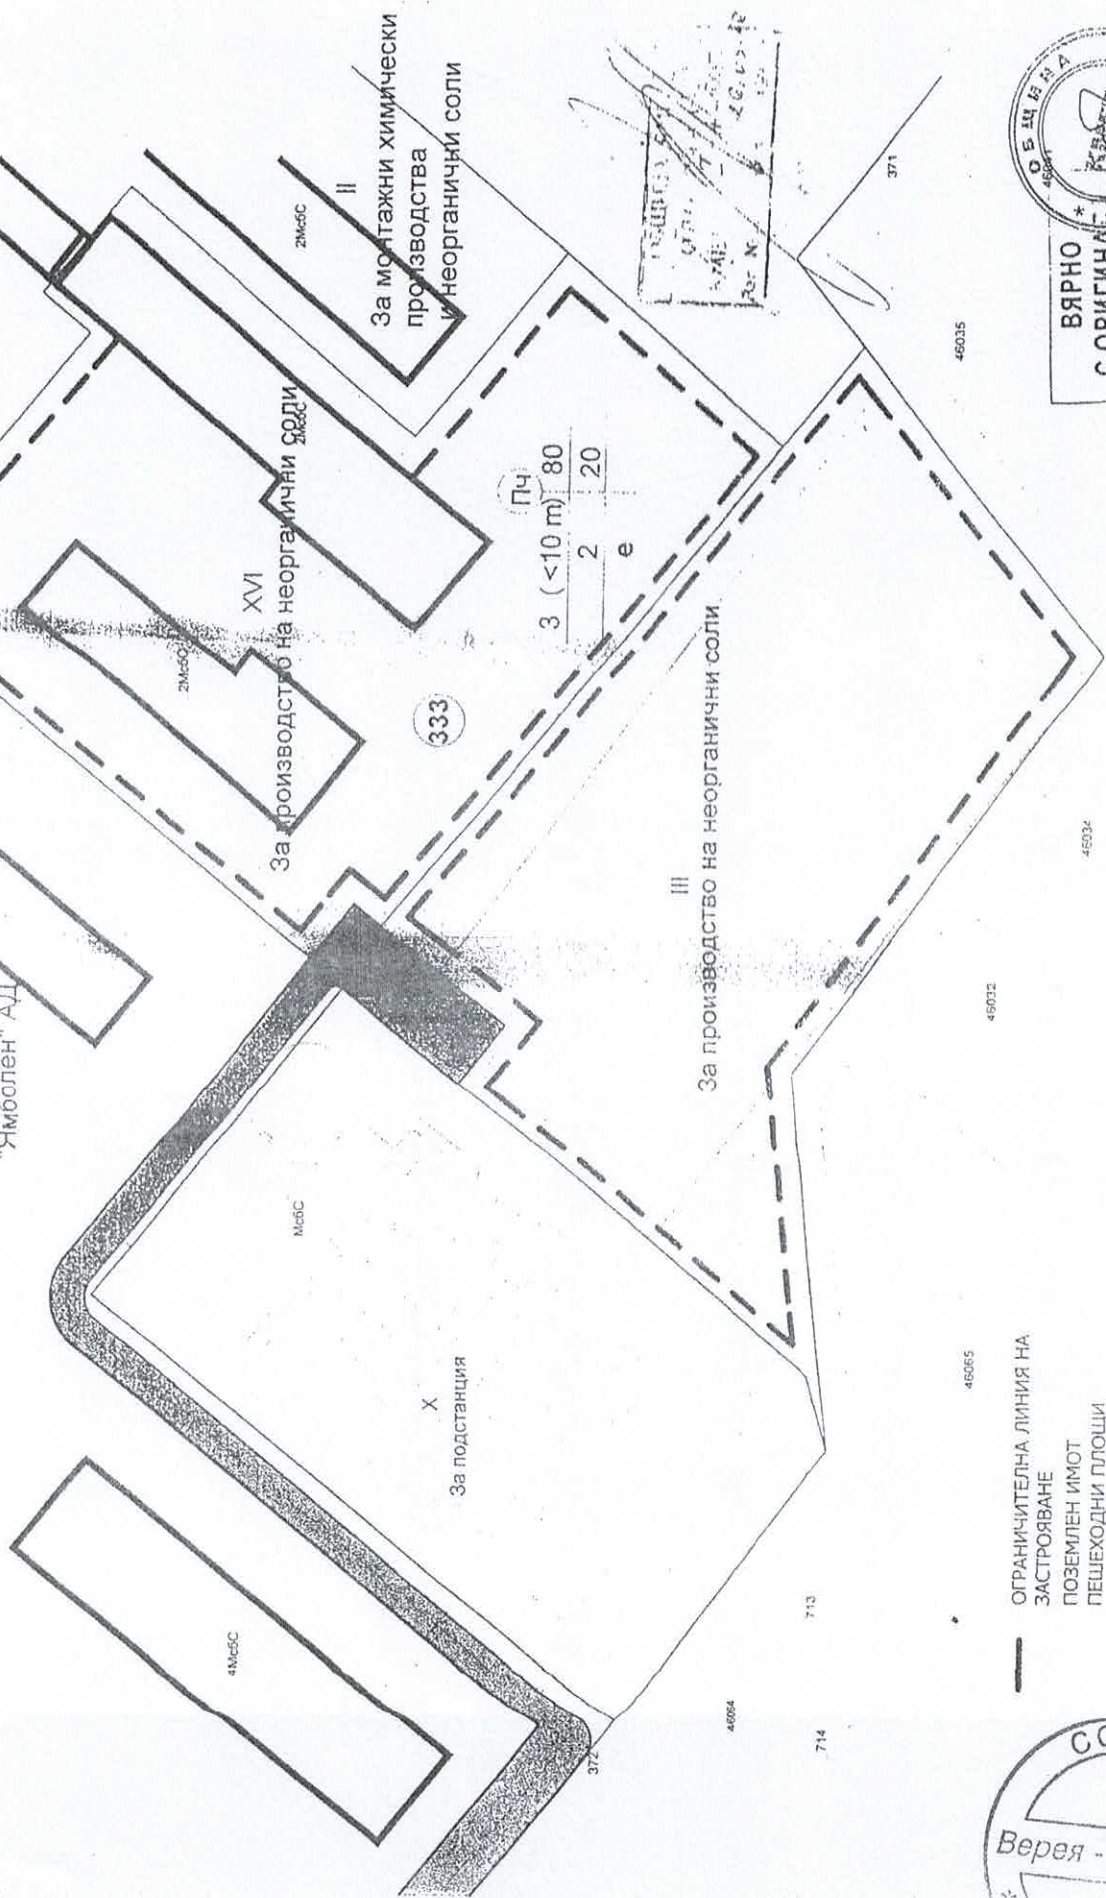 "Ямболен" АД
II
За монтажни химически
производства
и неорганични соли
2МсбС
XVI
За производство на неорганични соли
2МсбС
2МсбС
333
Пч
3 (<10 m) 80
2 20
е
III
За производство на неорганични соли
МсбС
X
За подстанция
4МсбС
372
371
46035
46034
46032
46065
713
714
46064
ОБЩИНА
ВЯРНО
ОГРАНИЧИТЕЛНА ЛИНИЯ НА
ЗАСТРОЯВАНЕ
ПОЗЕМЛЕН ИМОТ
ПЕШЕХОДНИ ПЛОЩИ
Верея -